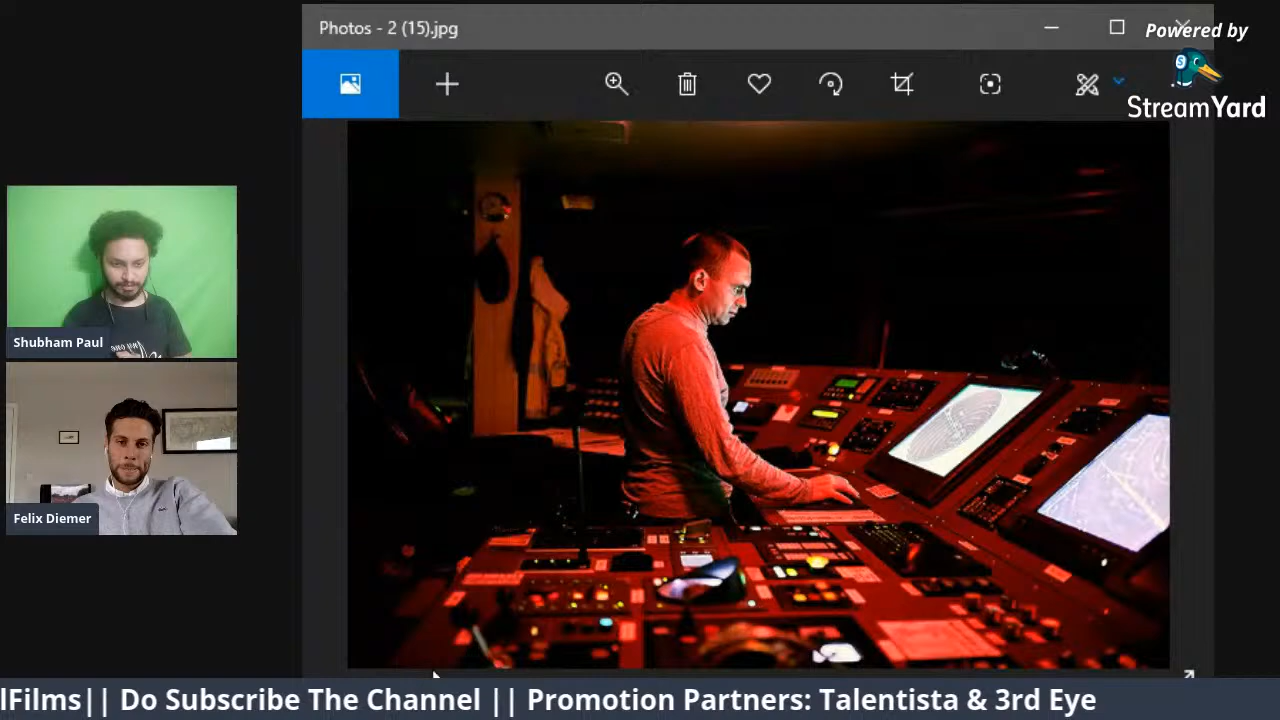 Photos - 2 (15).jpg
Powered by
S
StreamYard
Shubham Paul
Felix Diemer
lFilms|| Do Subscribe The Channel || Promotion Partners: Talentista & 3rd Eye